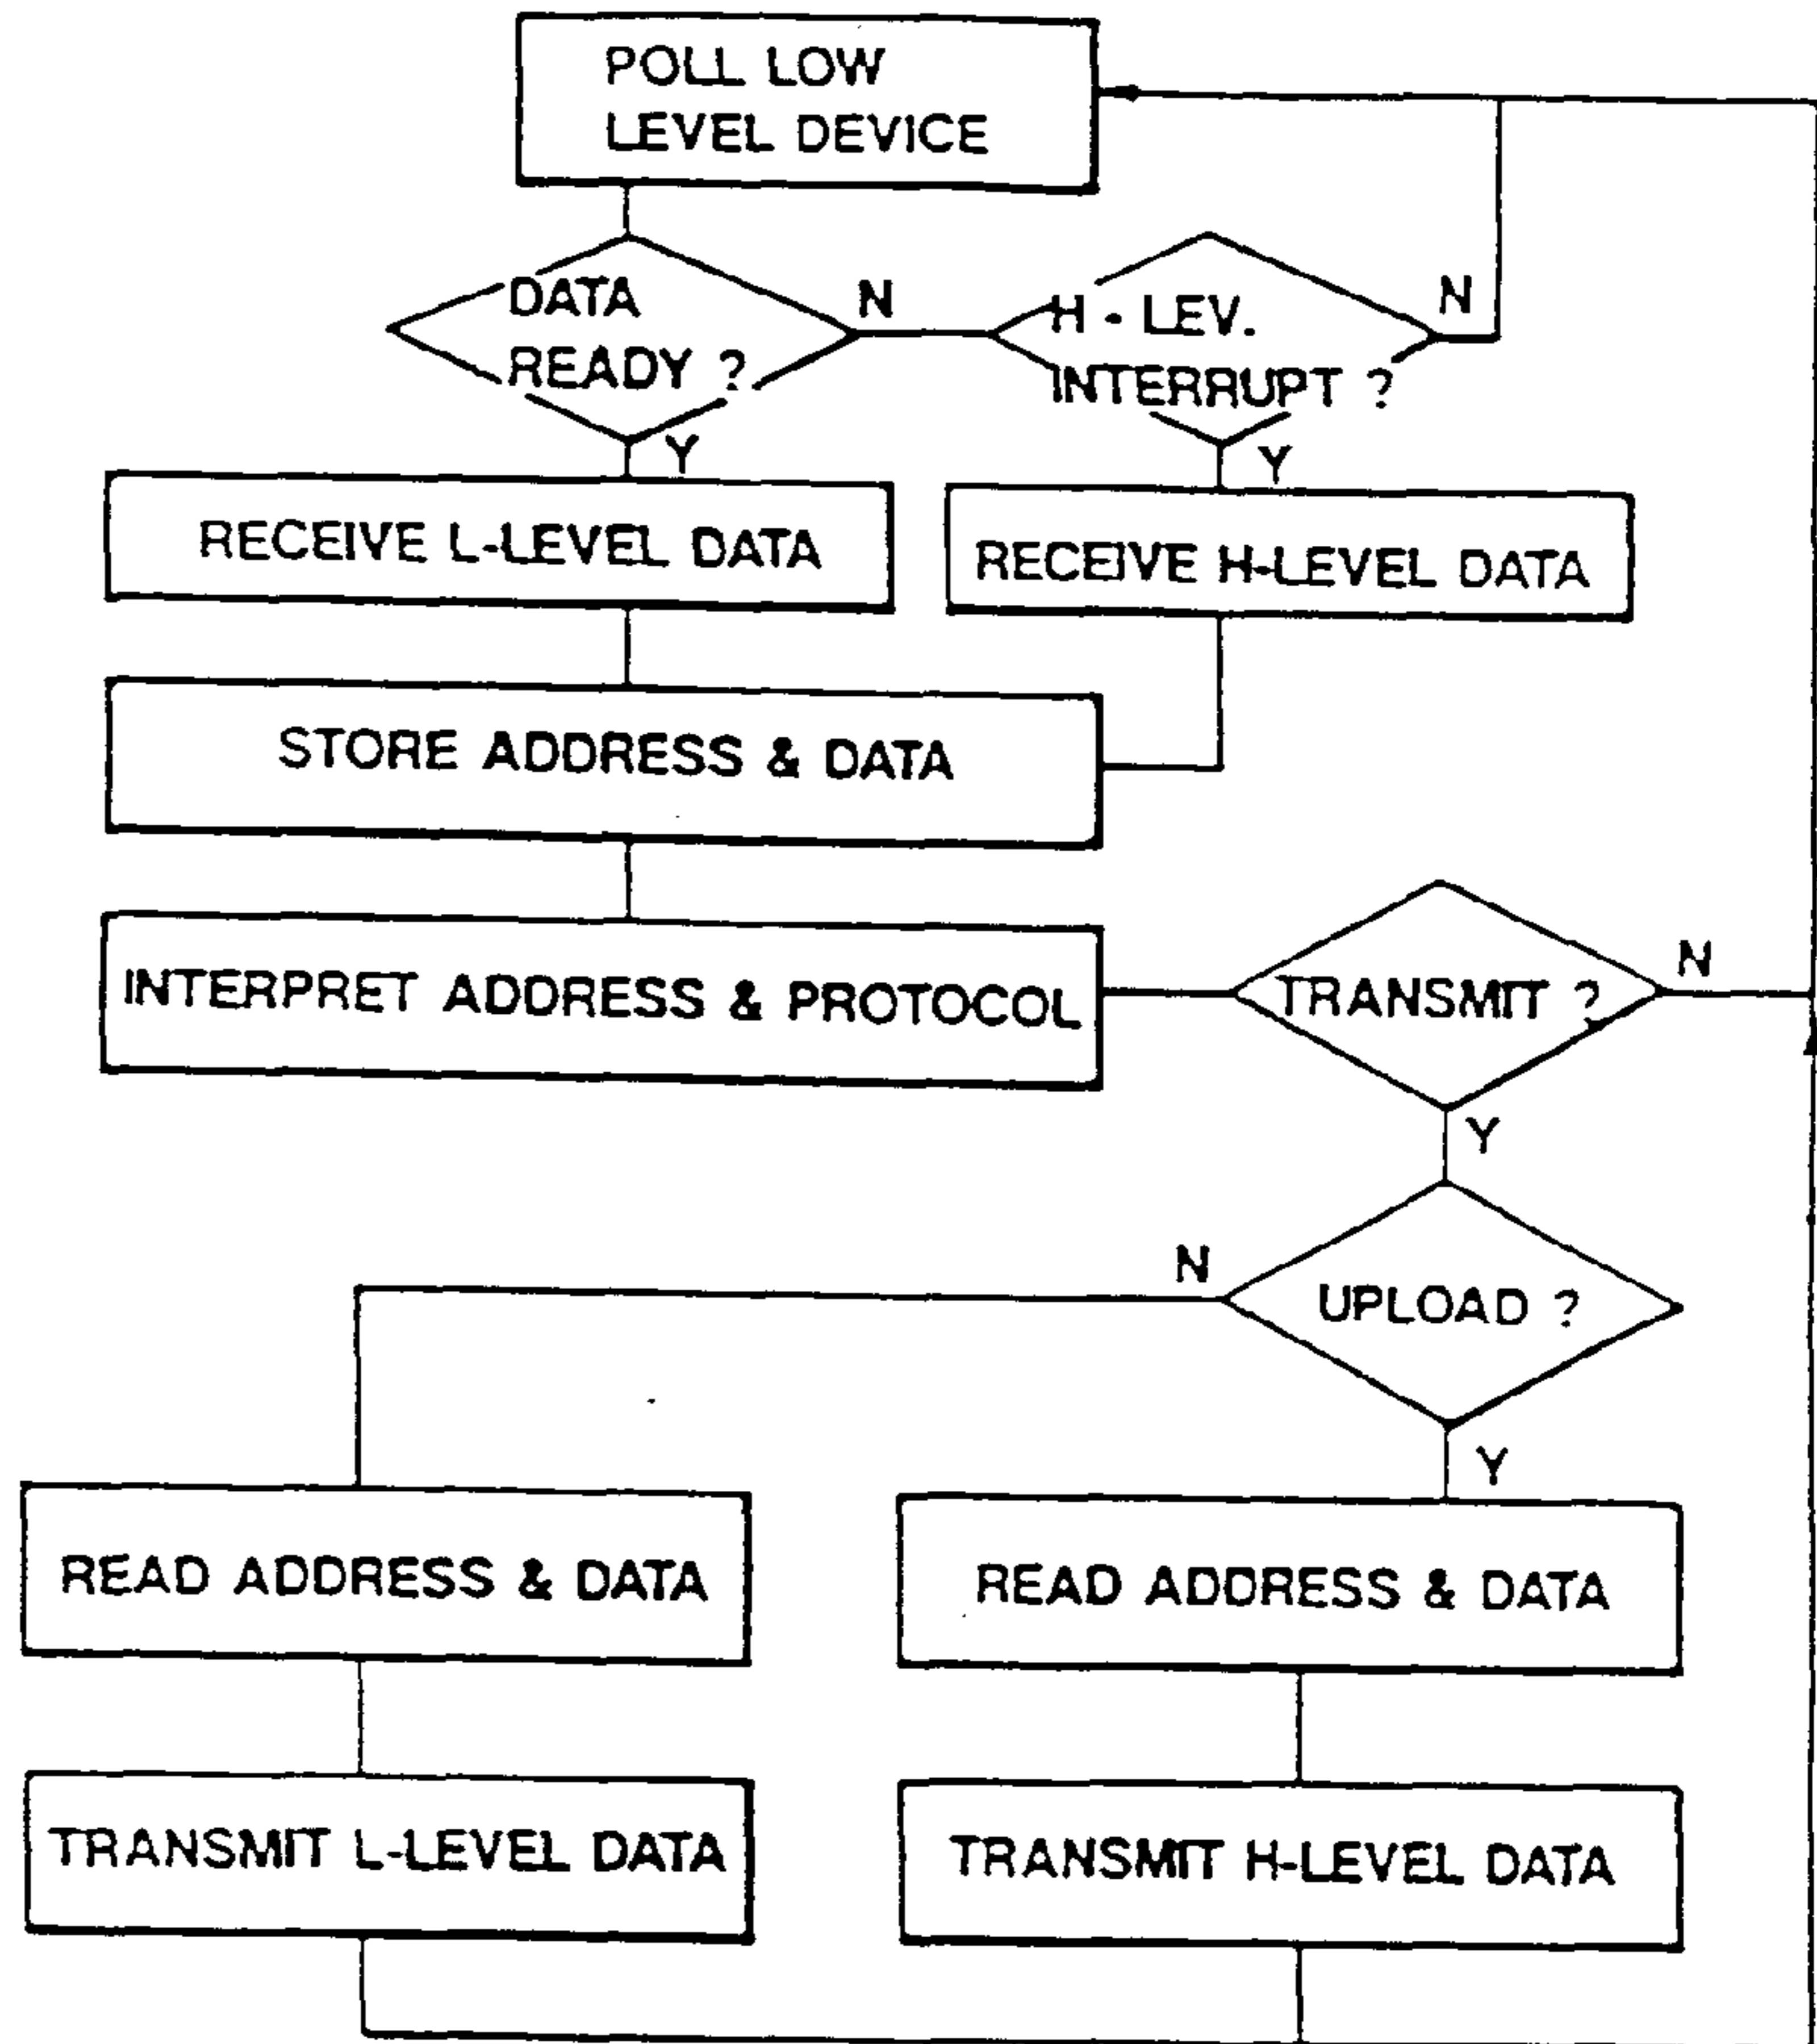 POLL LOW
LEVEL DEVICE
DATA
READY ?
N
H - LEV.
INTERRUPT ?
N
Y
Y
RECEIVE L-LEVEL DATA
RECEIVE H-LEVEL DATA
STORE ADDRESS & DATA
INTERPRET ADDRESS & PROTOCOL
TRANSMIT ?
N
Y
N
UPLOAD ?
Y
READ ADDRESS & DATA
READ ADDRESS & DATA
TRANSMIT L-LEVEL DATA
TRANSMIT H-LEVEL DATA